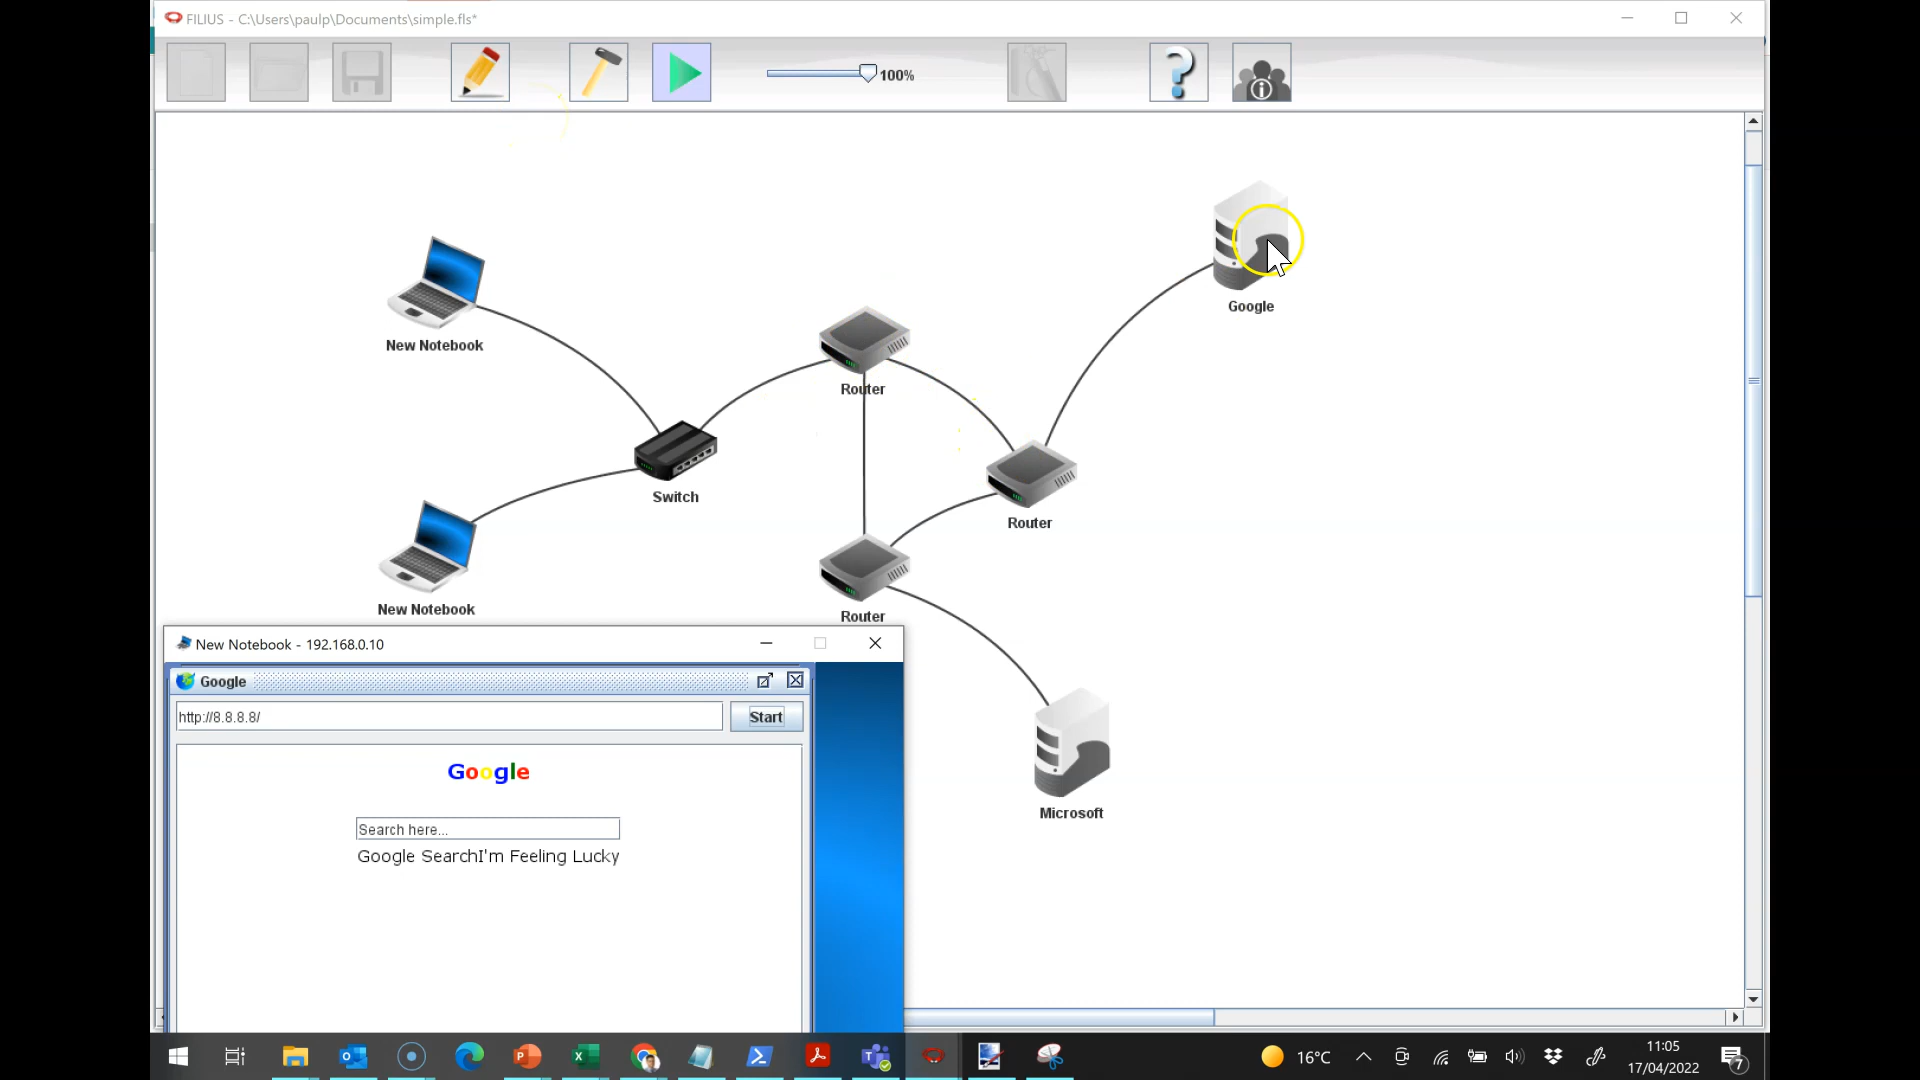 FILIUS - C:\Users\paulp\Documents\simple.fls*
100%
Google
New Notebook
Router
Switch
Router
New Notebook
Router
Microsoft
New Notebook - 192.168.0.10
Google
http://8.8.8.8/
Start
Google
Search here...
Google SearchI'm Feeling Lucky
16°C
11:05
17/04/2022
7